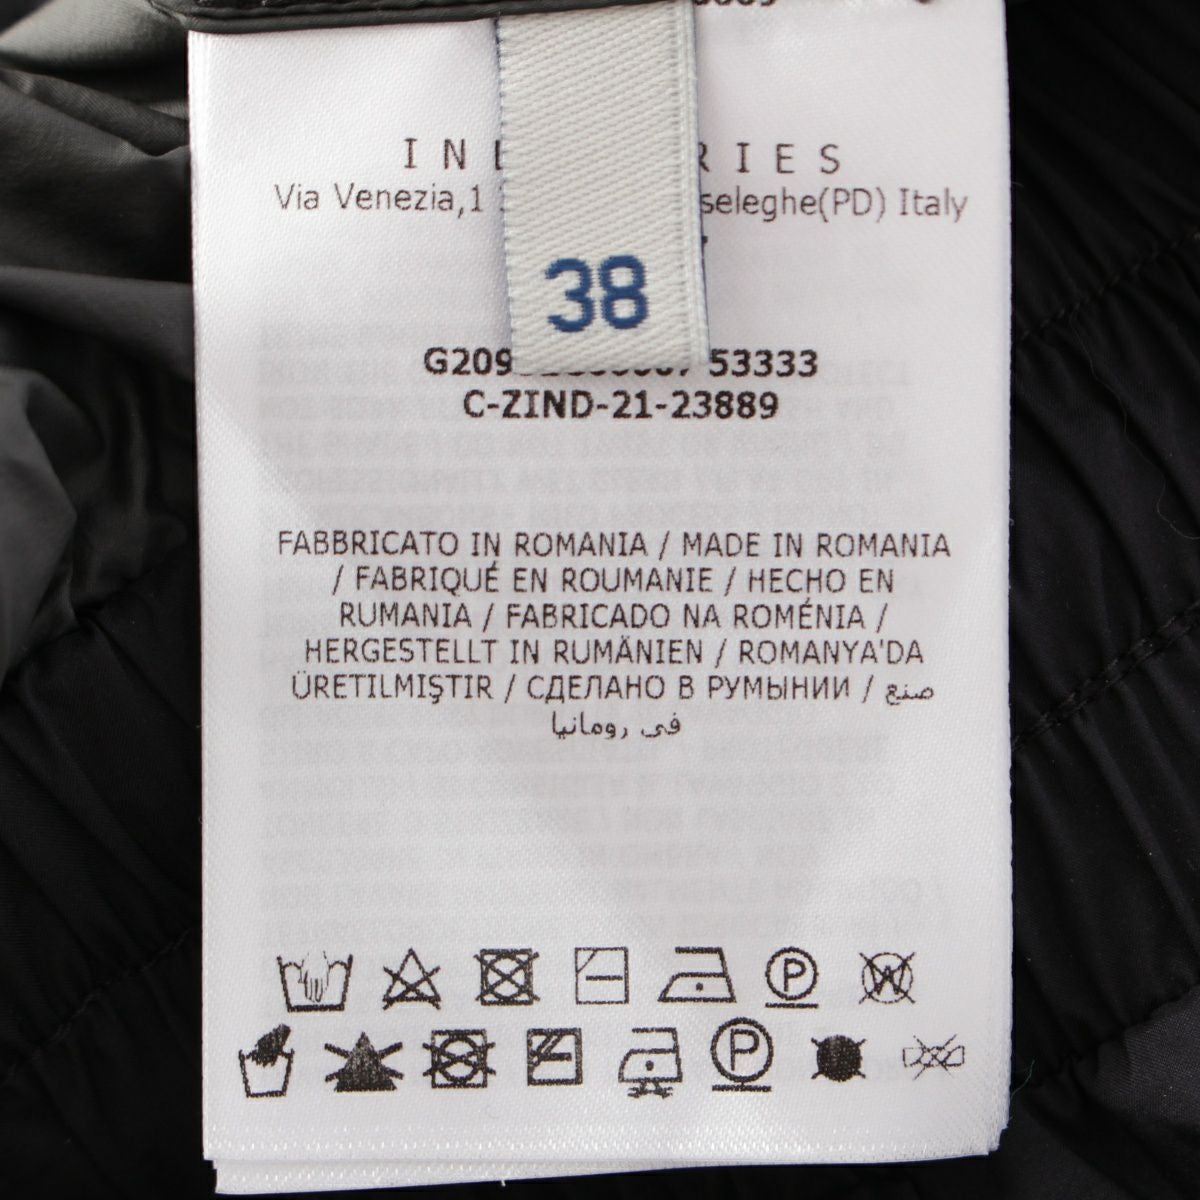 I N RIES
Via Venezia,1 seleghe(PD) Italy
38
53333
C-ZIND-21-23889
FABBRICATO IN ROMANIA / MADE IN ROMANIA
/ FABRIQUÉ EN ROUMANIE / HECHO EN
RUMANIA / FABRICADO NA ROMÉNIA /
HERGESTELLT IN RUMÄNIEN / ROMANYA'DA
ÜRETILMIŞTIR / СДЕЛАНО В РУМЫНИИ / صنع
في رومانيا
P W
P